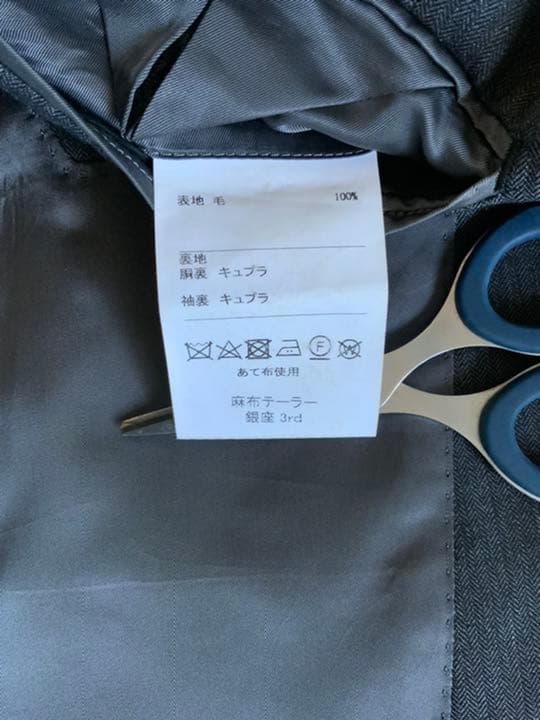 表地 毛 100%
裏地
胴裏 キュプラ
袖裏 キュプラ
F W
あて布使用
麻布テーラー
銀座 3rd